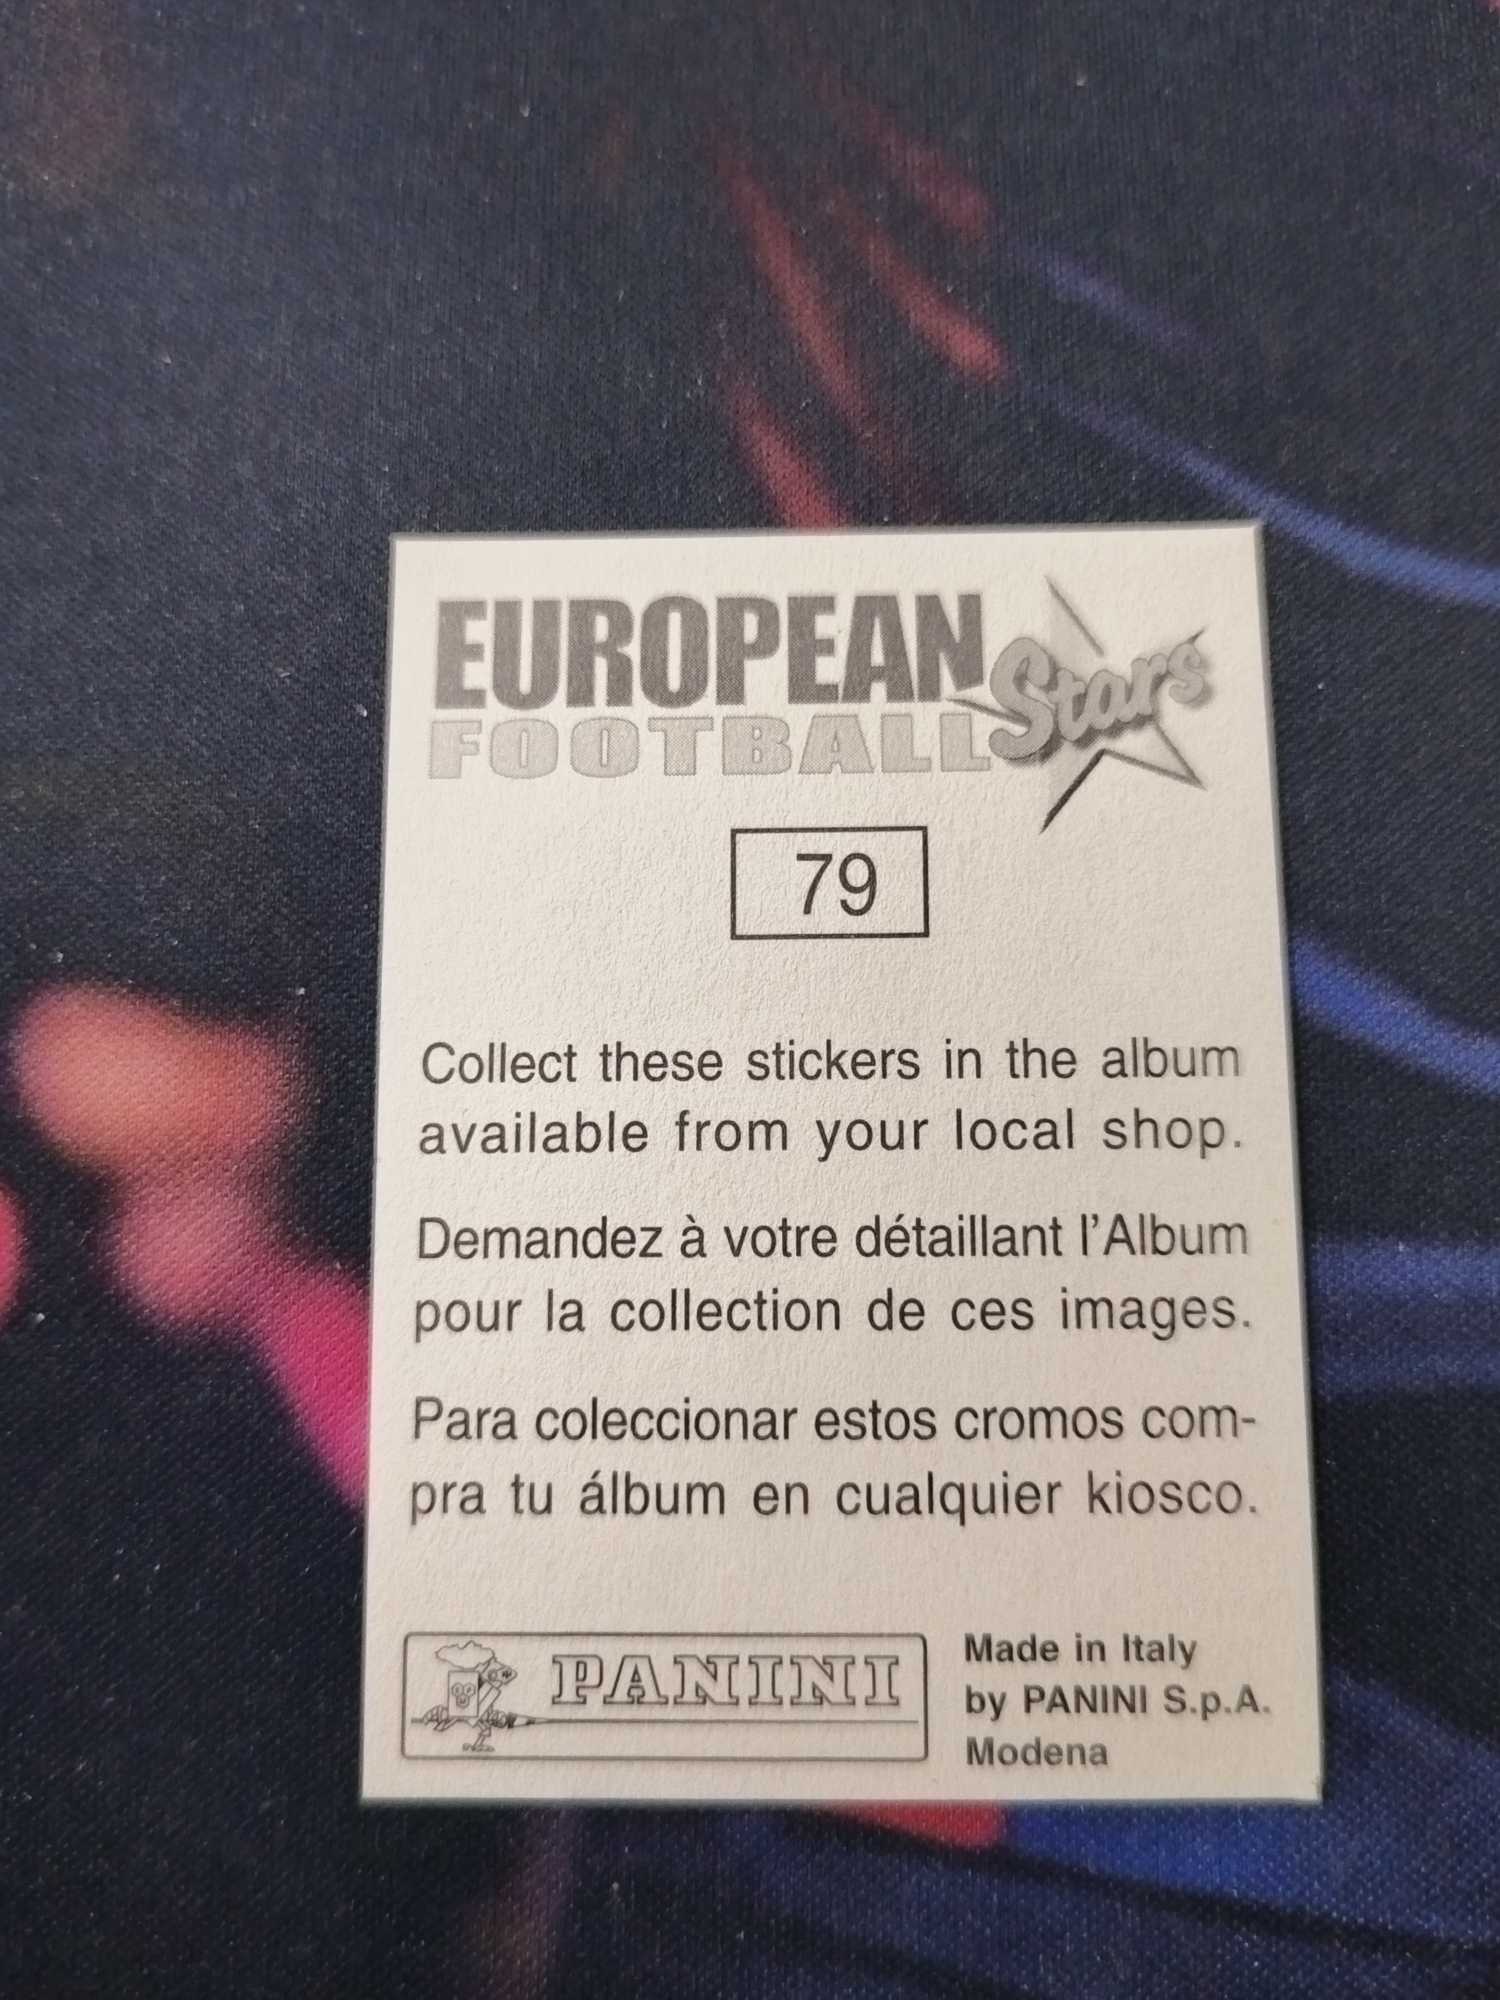 EUROPEAN
FOOTBALL Stars
79
Collect these stickers in the album
available from your local shop.
Demandez à votre détaillant l'Album
pour la collection de ces images.
Para coleccionar estos cromos com-
pra tu álbum en cualquier kiosco.
PANINI
Made in Italy
by PANINI S.p.A.
Modena